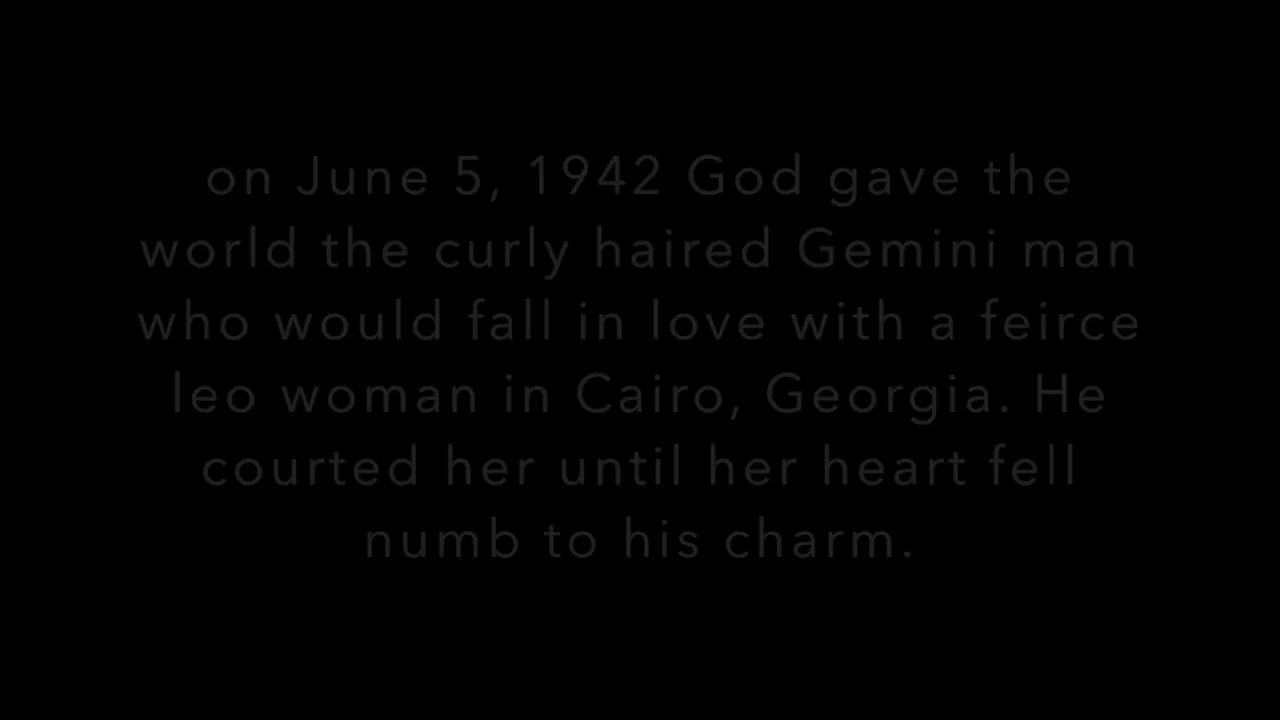 on June 5, 1942 God gave the
world the curly haired Gemini man
who would fall in love with a feirce
leo woman in Cairo, Georgia. He
courted her until her heart fell
numb to his charm.